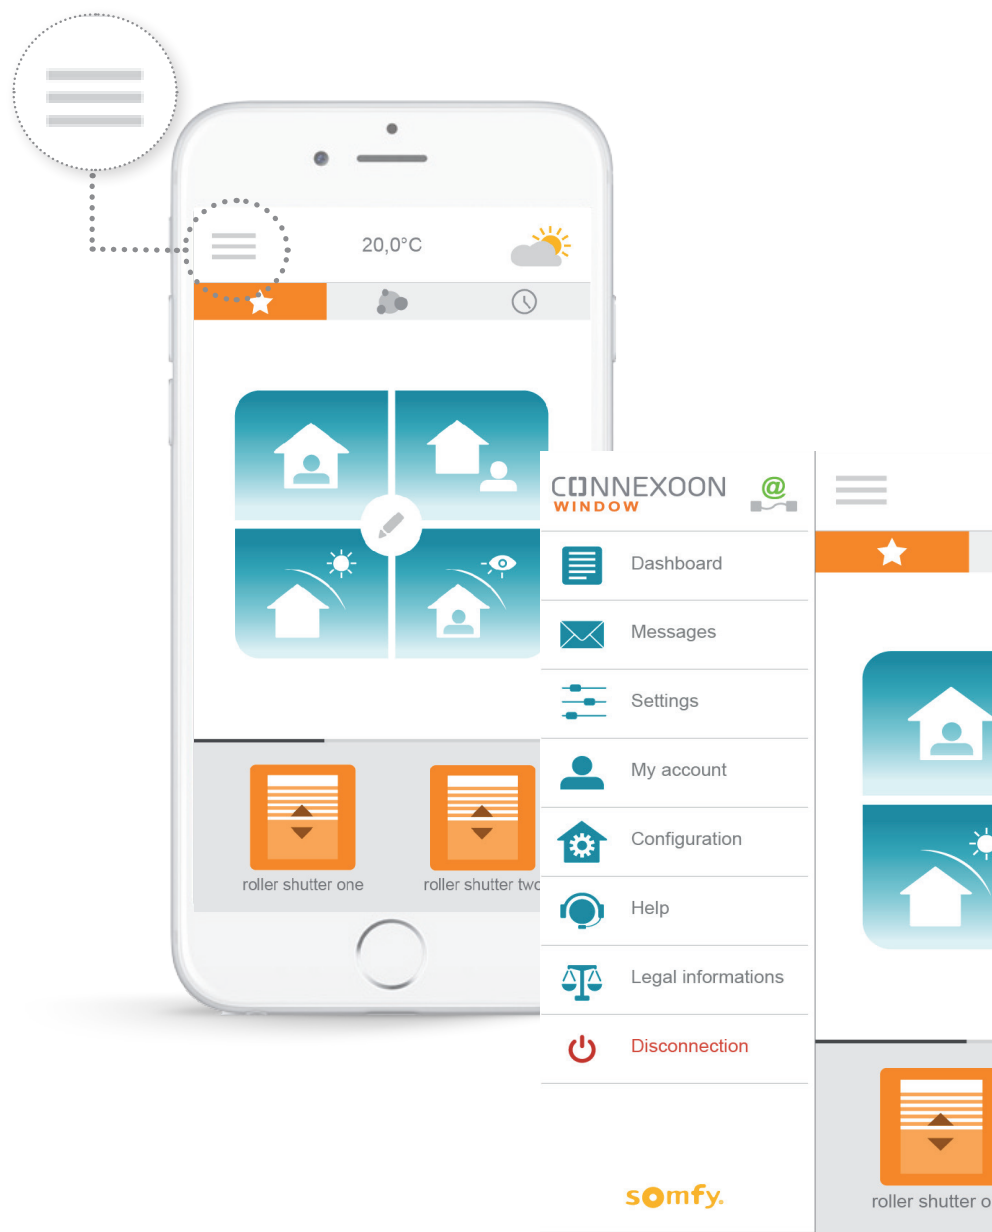 20,0°C
roller shutter one
roller shutter two
CONNEXOON
WINDOW
@
Dashboard
Messages
Settings
My account
Configuration
Help
Legal informations
Disconnection
somfy.
roller shutter o